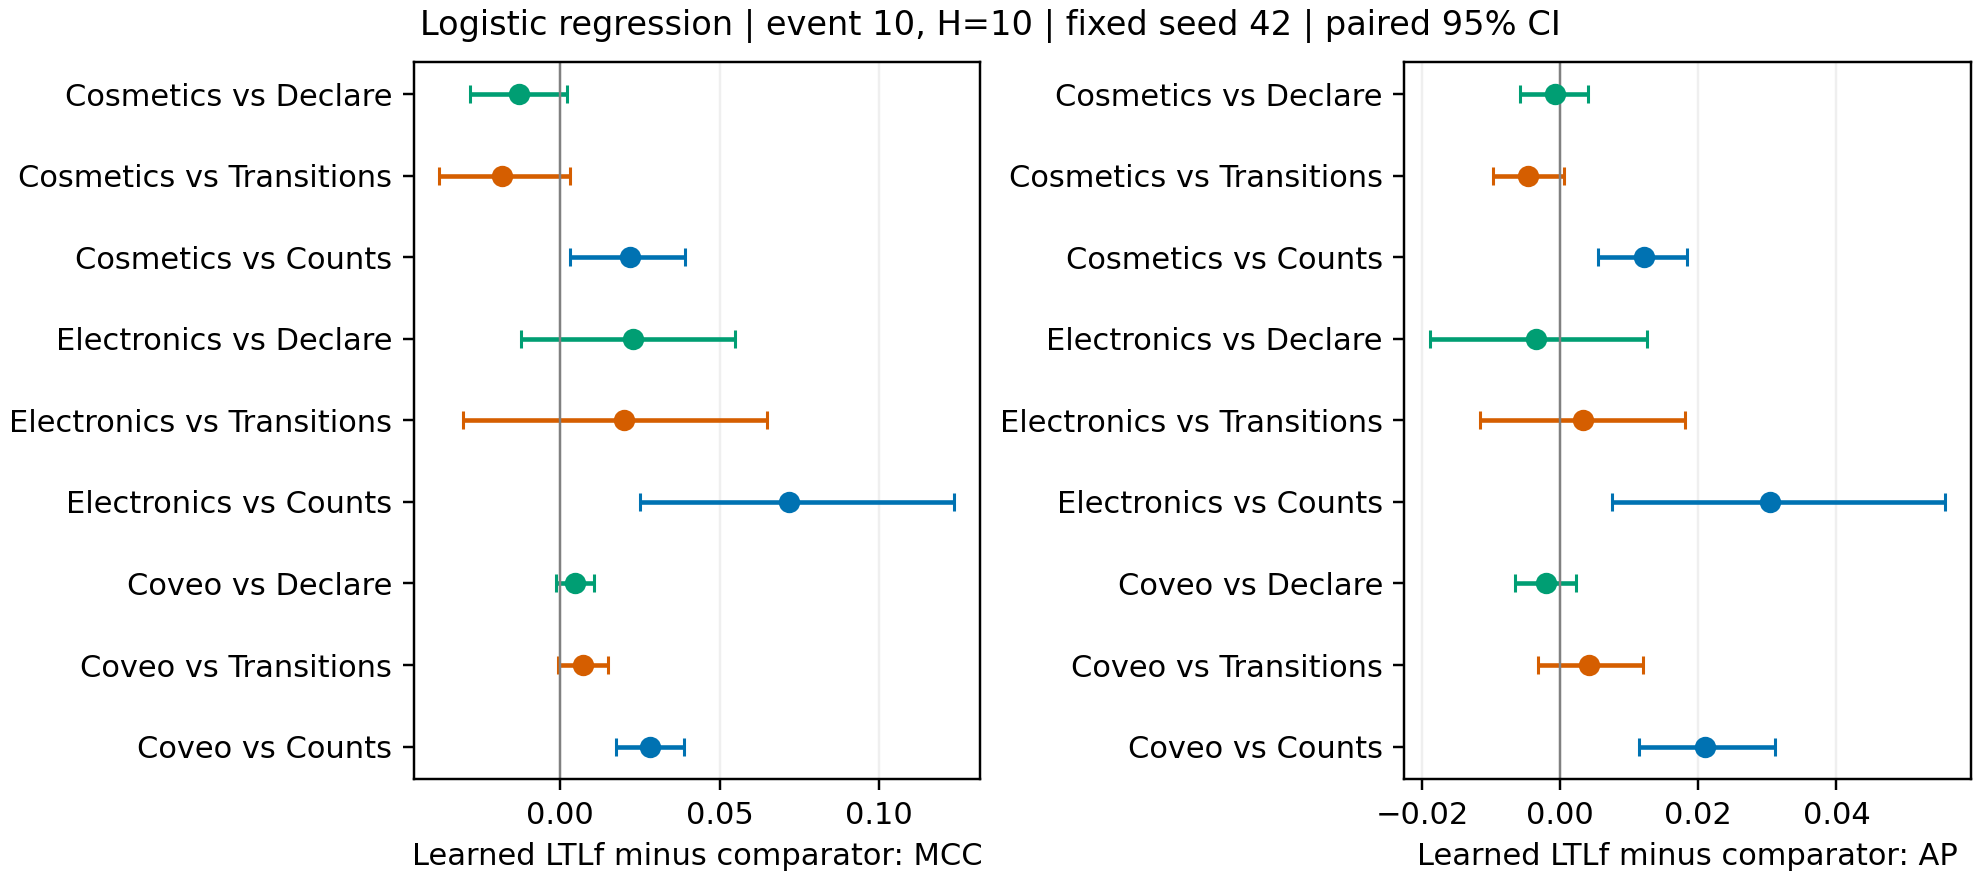 Logistic regression | event 10, H=10 | fixed seed 42 | paired 95% CI
Cosmetics vs Declare
Cosmetics vs Transitions
Cosmetics vs Counts
Electronics vs Declare
Electronics vs Transitions
Electronics vs Counts
Coveo vs Declare
Coveo vs Transitions
Coveo vs Counts
0.00 0.05 0.10
Learned LTLf minus comparator: MCC
Cosmetics vs Declare
Cosmetics vs Transitions
Cosmetics vs Counts
Electronics vs Declare
Electronics vs Transitions
Electronics vs Counts
Coveo vs Declare
Coveo vs Transitions
Coveo vs Counts
−0.02 0.00 0.02 0.04
Learned LTLf minus comparator: AP